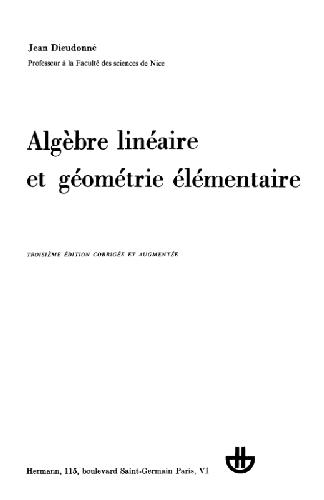 Jean Dieudonné
Professeur à la Faculté des sciences de Nice
Algèbre linéaire
et géométrie élémentaire
TROISIÈME ÉDITION CORRIGÉE ET AUGMENTÉE
Hermann, 115, boulevard Saint-Germain Paris, VI